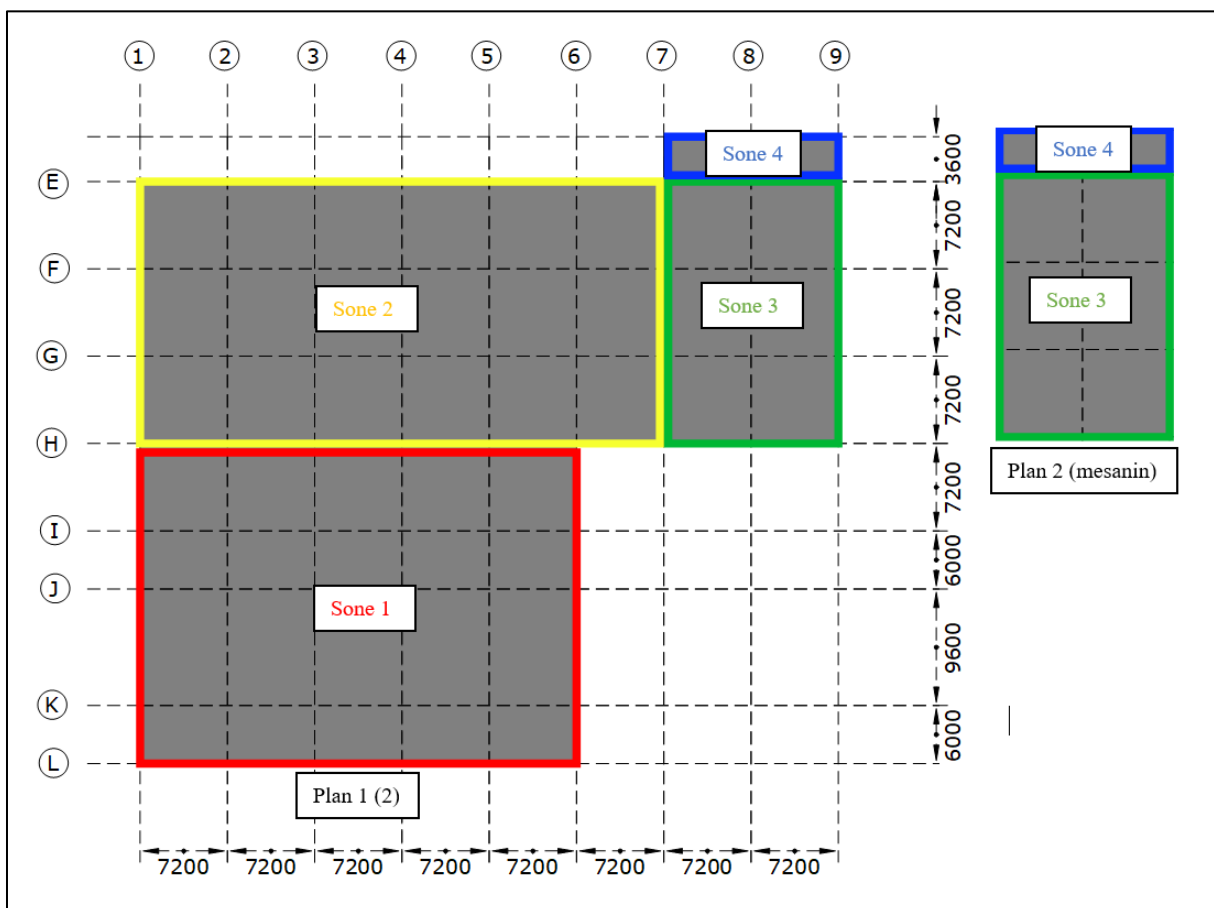 1 2 3 4 5 6 7 8 9
Sone 4
Sone 4
3600
E
7200
F
Sone 2
Sone 3
Sone 3
7200
G
7200
H
Plan 2 (mesanin)
7200
I
6000
J
Sone 1
9600
K
6000
L
Plan 1 (2)
7200 7200 7200 7200 7200 7200 7200 7200